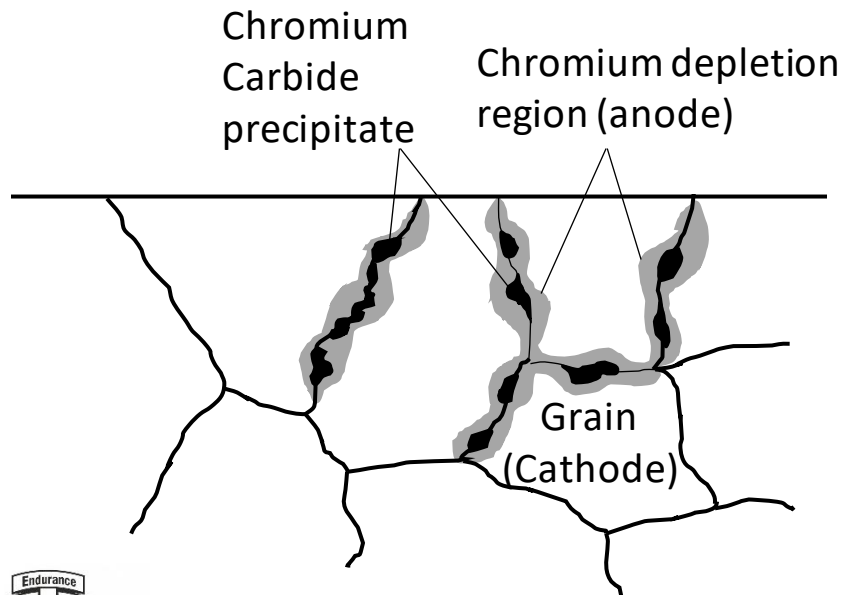 Chromium
Carbide
precipitate
Chromium depletion
region (anode)
Grain
(Cathode)
Endurance